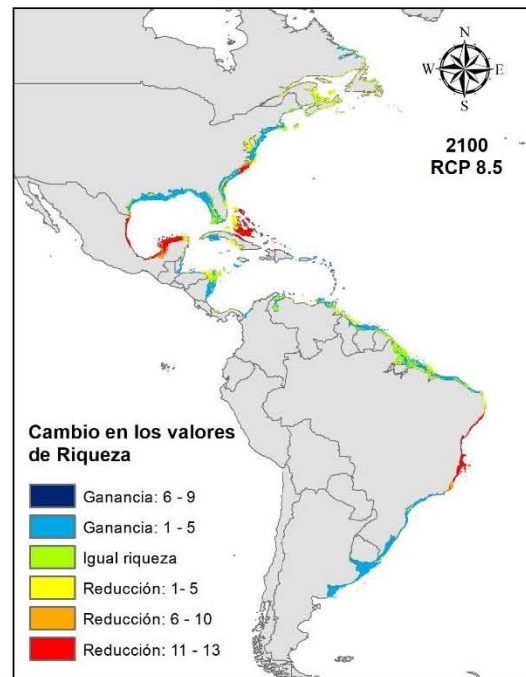 N
W E
S
2100
RCP 8.5
Cambio en los valores
de Riqueza
Ganancia: 6 - 9
Ganancia: 1 - 5
Igual riqueza
Reducción: 1- 5
Reducción: 6 - 10
Reducción: 11 - 13